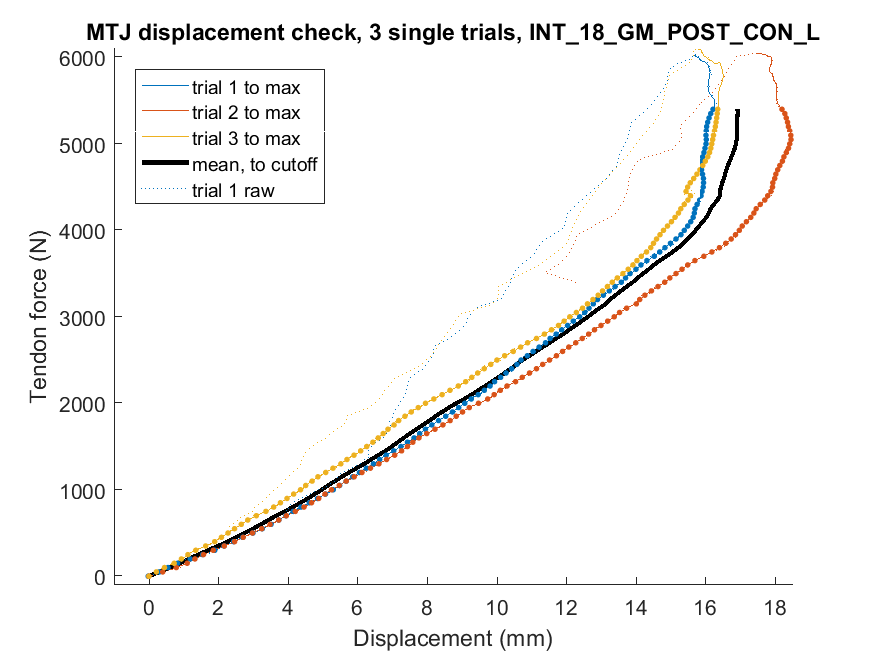 MTJ displacement check, 3 single trials, INT_18_GM_POST_CON_L
6000
5000
4000
3000
2000
1000
0
Tendon force (N)
trial 1 to max
trial 2 to max
trial 3 to max
mean, to cutoff
trial 1 raw
0 2 4 6 8 10 12 14 16 18
Displacement (mm)